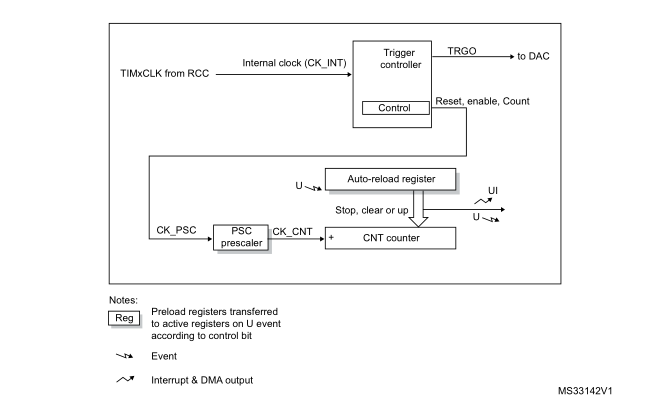 Trigger
controller
TRGO
to DAC
Internal clock (CK_INT)
TIMxCLK from RCC
Control
Reset, enable, Count
U
Auto-reload register
UI
Stop, clear or up
U
CK_PSC
PSC
prescaler
CK_CNT
+
CNT counter
Notes:
Reg
Preload registers transferred
to active registers on U event
according to control bit
Event
Interrupt & DMA output
MS33142V1